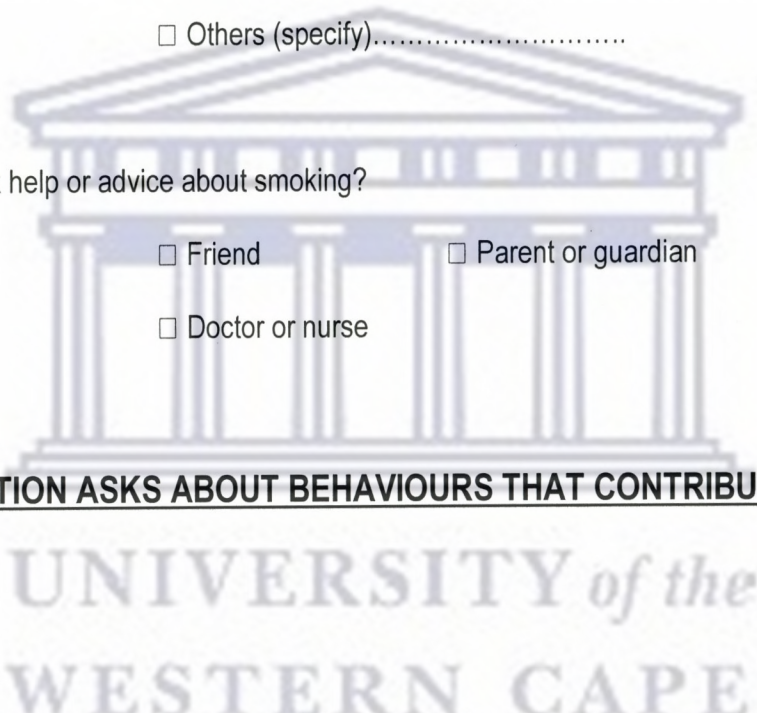 ☐ Others (specify)..............................
help or advice about smoking?
☐ Friend ☐ Parent or guardian
☐ Doctor or nurse
TION ASKS ABOUT BEHAVIOURS THAT CONTRIBU
UNIVERSITY of the
WESTERN CAPE